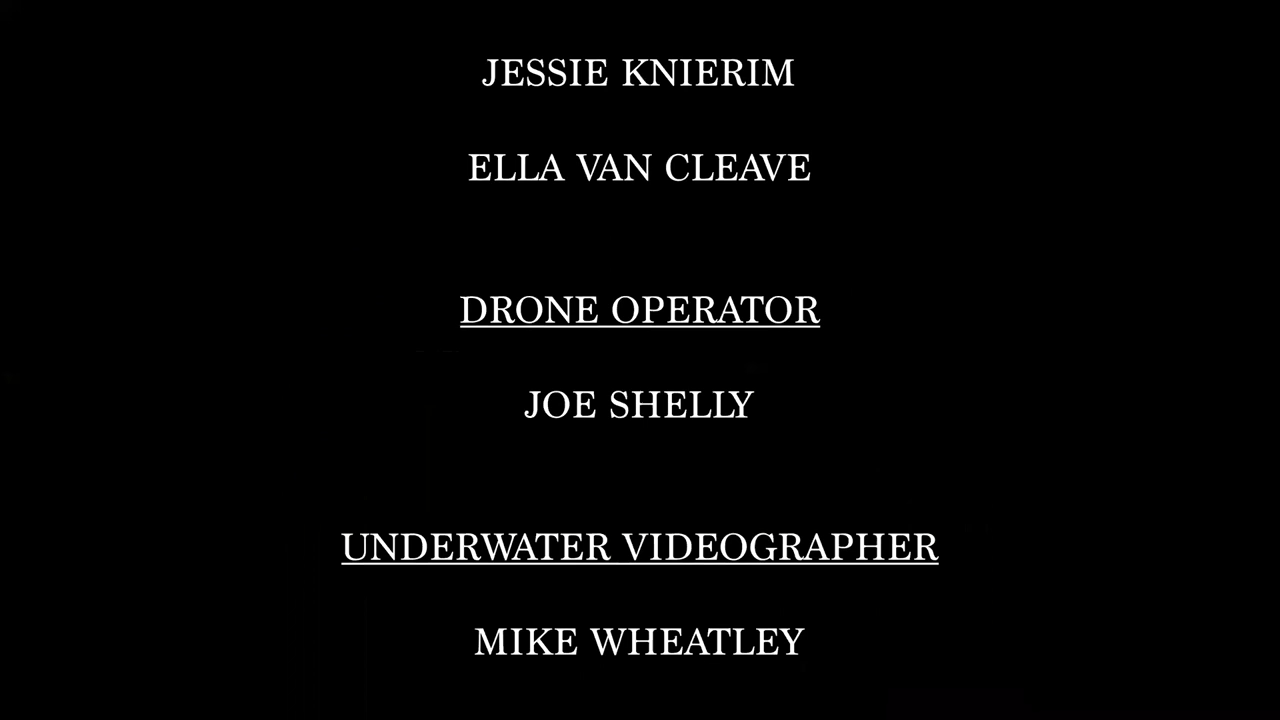 JESSIE KNIERIM
ELLA VAN CLEAVE
DRONE OPERATOR
JOE SHELLY
UNDERWATER VIDEOGRAPHER
MIKE WHEATLEY